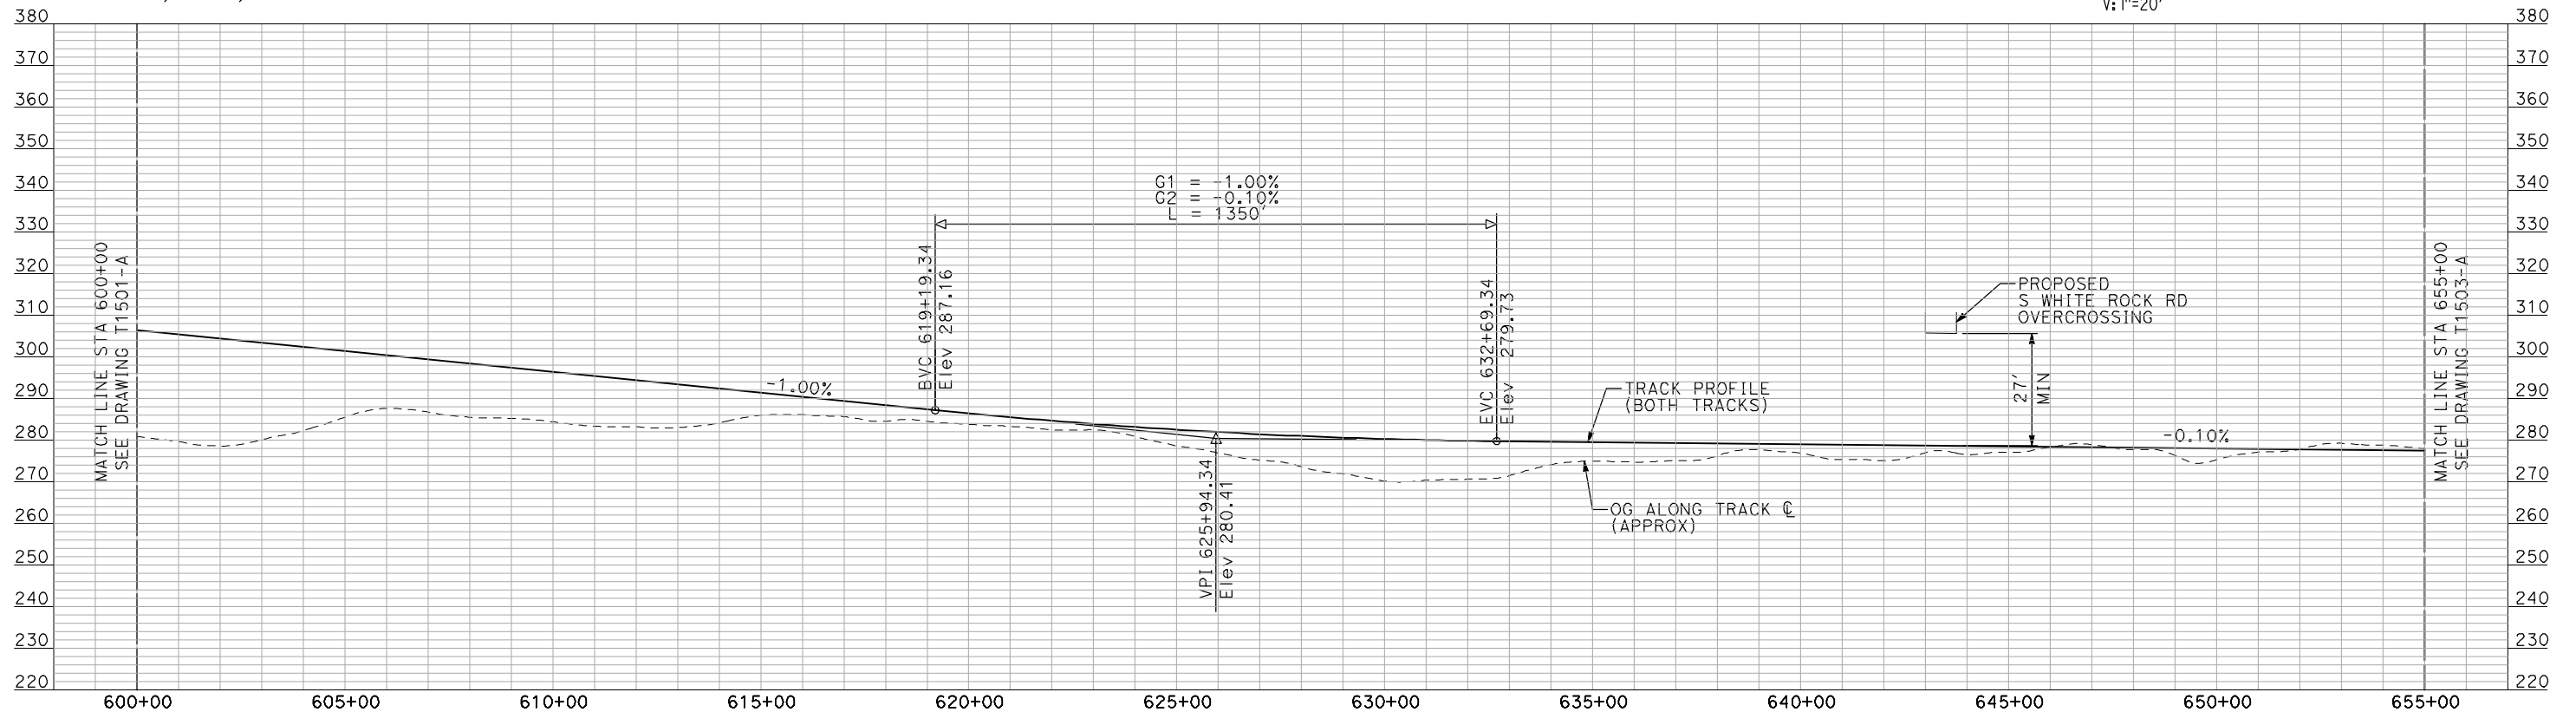 V: 1"=20'
380
370
360
350
340
330
320
310
300
290
280
270
260
250
240
230
220
MATCH LINE STA 600+00
SEE DRAWING T1501-A
-1.00%
G1 = -1.00%
G2 = -0.10%
L = 1350'
BVC 619+19.34
Elev 287.16
VPI 625+94.34
Elev 280.41
EVC 632+69.34
Elev 279.73
TRACK PROFILE
(BOTH TRACKS)
OG ALONG TRACK ℄
(APPROX)
PROPOSED
S WHITE ROCK RD
OVERCROSSING
27'
MIN
-0.10%
MATCH LINE STA 655+00
SEE DRAWING T1503-A
380
370
360
350
340
330
320
310
300
290
280
270
260
250
240
230
220
600+00 605+00 610+00 615+00 620+00 625+00 630+00 635+00 640+00 645+00 650+00 655+00